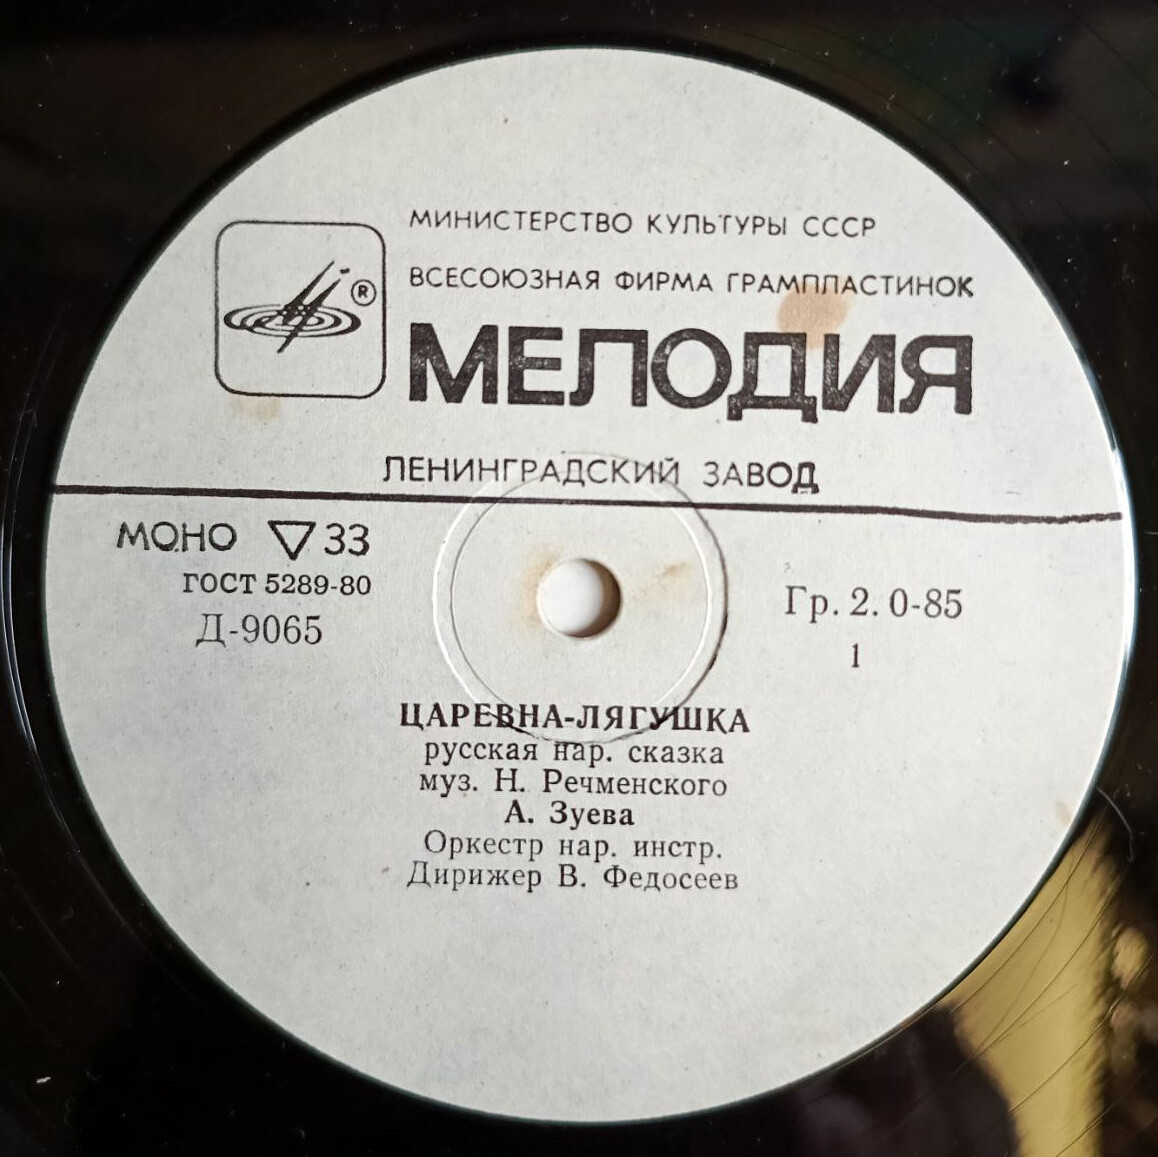 МИНИСТЕРСТВО КУЛЬТУРЫ СССР
ВСЕСОЮЗНАЯ ФИРМА ГРАМПЛАСТИНОК
®
МЕЛОДИЯ
ЛЕНИНГРАДСКИЙ ЗАВОД
МОНО ▽ 33
ГОСТ 5289-80
Д-9065
Гр. 2. 0-85
1
ЦАРЕВНА-ЛЯГУШКА
русская нар. сказка
муз. Н. Речменского
А. Зуева
Оркестр нар. инстр.
Дирижер В. Федосеев